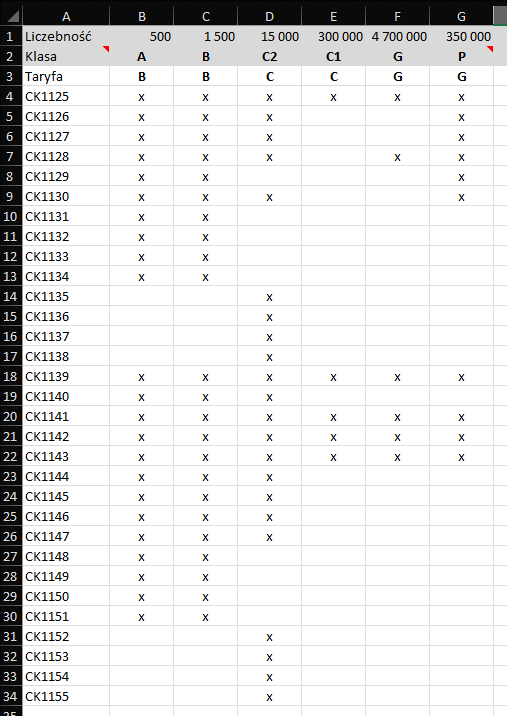 A B C D E F G
1 Liczebność 500 1 500 15 000 300 000 4 700 000 350 000
2 Klasa A B C2 C1 G P
3 Taryfa B B C C G G
4 CK1125 x x x x x x
5 CK1126 x x x x
6 CK1127 x x x x
7 CK1128 x x x x x
8 CK1129 x x x
9 CK1130 x x x x
10 CK1131 x x
11 CK1132 x x
12 CK1133 x x
13 CK1134 x x
14 CK1135 x
15 CK1136 x
16 CK1137 x
17 CK1138 x
18 CK1139 x x x x x x
19 CK1140 x x x
20 CK1141 x x x x x x
21 CK1142 x x x x x x
22 CK1143 x x x x x x
23 CK1144 x x x
24 CK1145 x x x
25 CK1146 x x x
26 CK1147 x x x
27 CK1148 x x
28 CK1149 x x
29 CK1150 x x
30 CK1151 x x
31 CK1152 x
32 CK1153 x
33 CK1154 x
34 CK1155 x